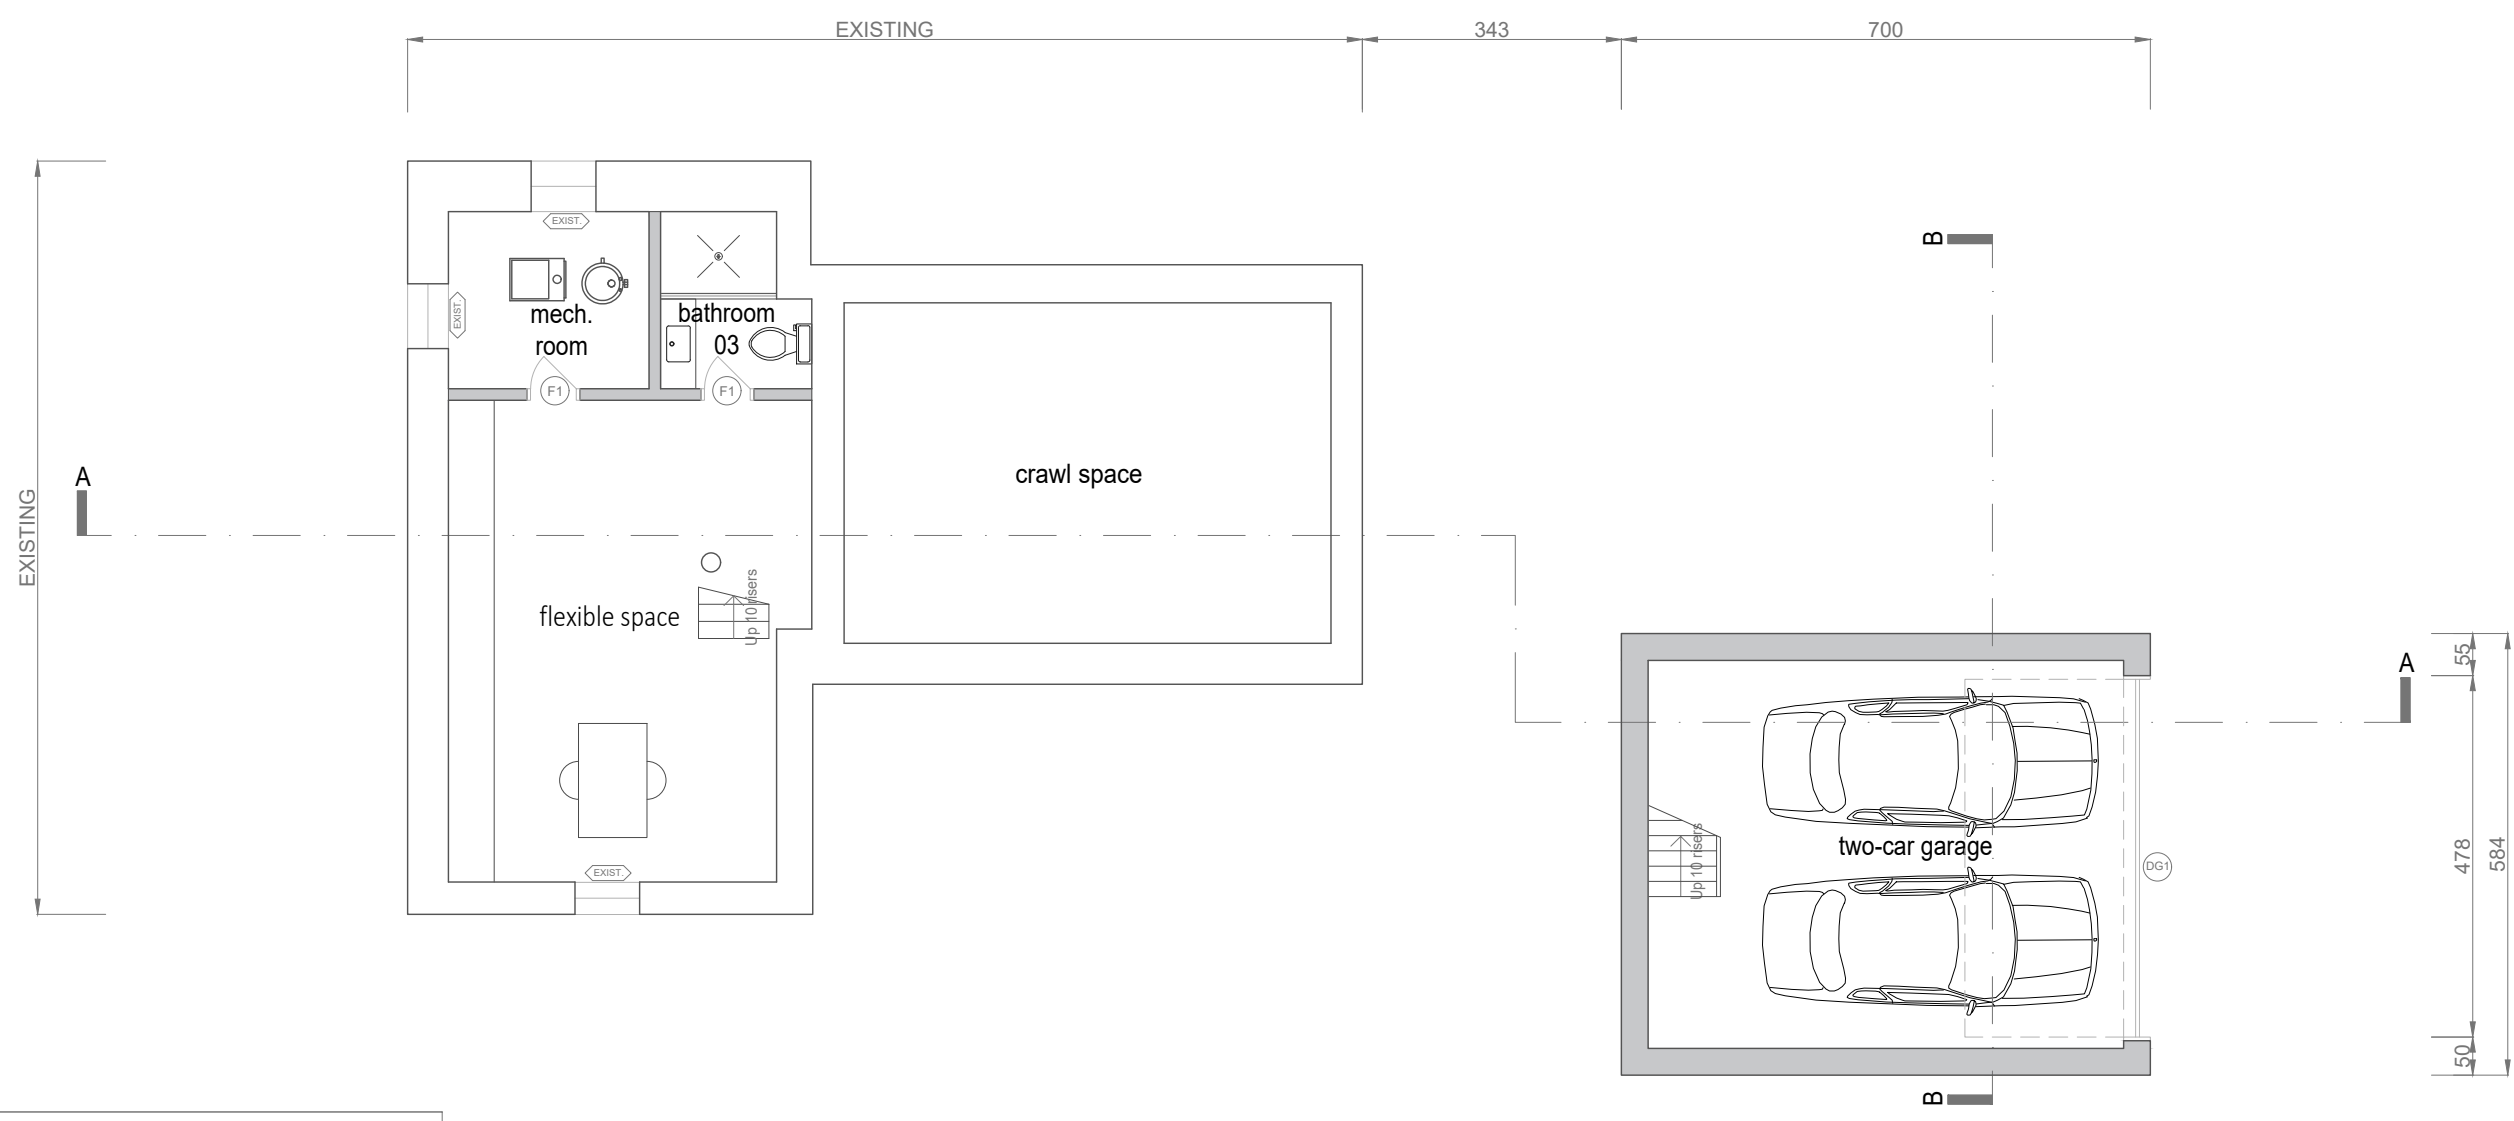 EXISTING
343
700
EXISTING
EXIST.
EXIST.
mech.
room
bathroom
03
F1
F1
B
A
crawl space
flexible space
Up 10 risers
EXIST.
A
55
478
584
50
Up 10 risers
two-car garage
DG1
B